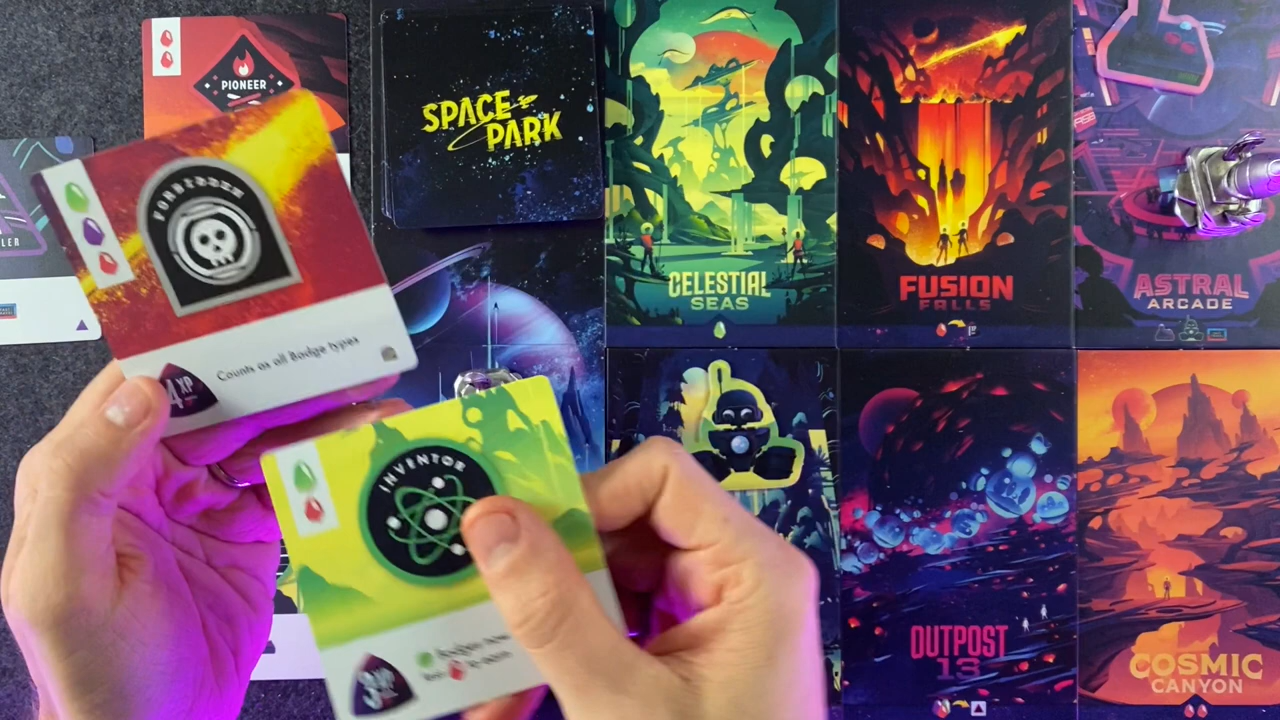 PIONEER
SPACE
PARK
FORBIDDEN
4 XP
Counts as all Badge types
INVENTOR
3
CELESTIAL
SEAS
FUSION
FALLS
ASTRAL
ARCADE
OUTPOST
13
COSMIC
CANYON